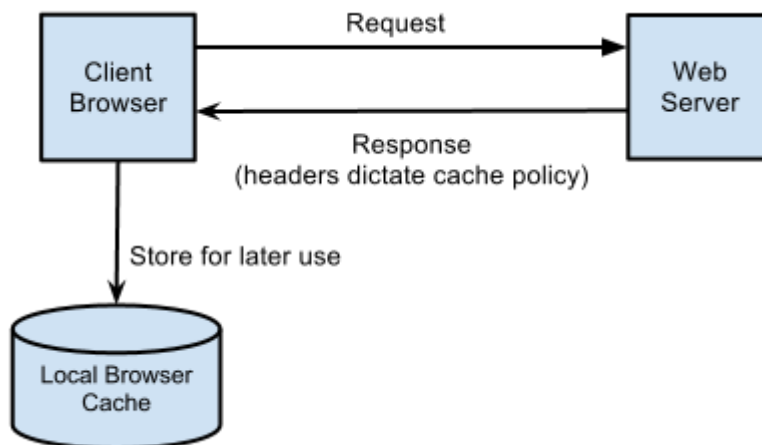 Request
Client
Browser
Web
Server
Response
(headers dictate cache policy)
Store for later use
Local Browser
Cache